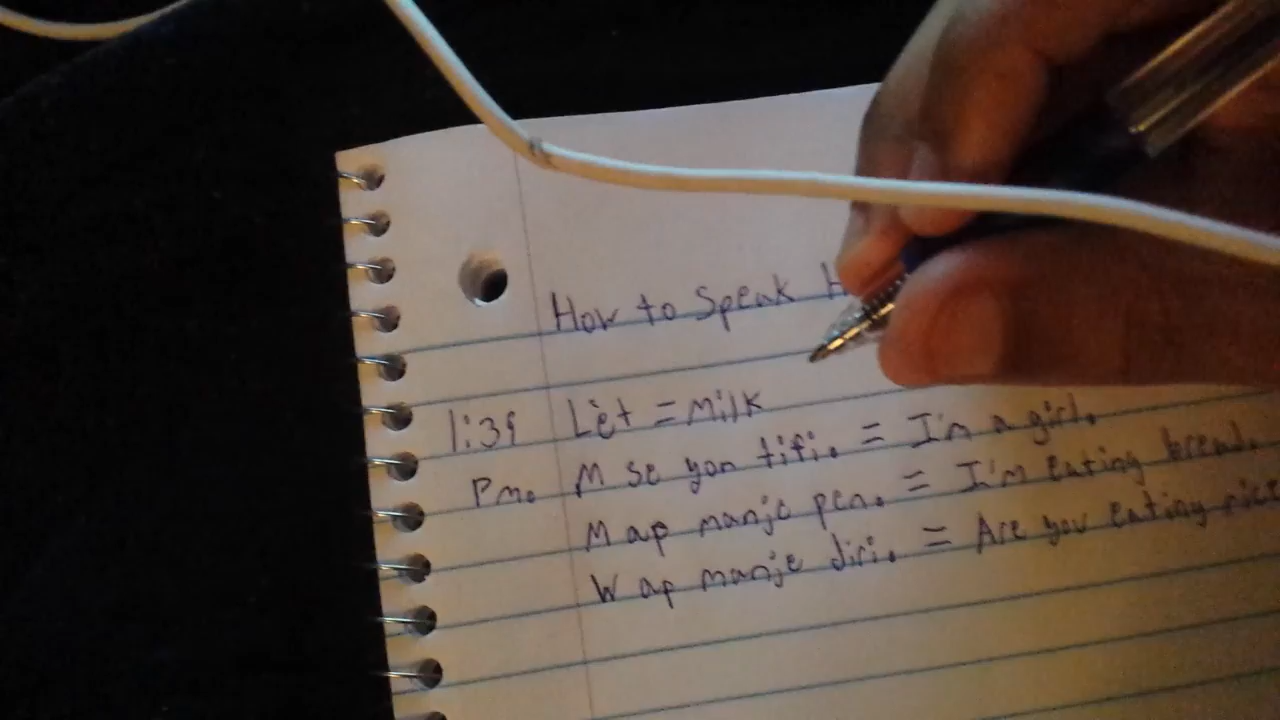 How to Speak H
1:39 Lèt = Milk
Pm. M se yon tifi. = I'm a girl.
M ap manje pen. = I'm Eating bread.
W ap manje diri. = Are you eating rice